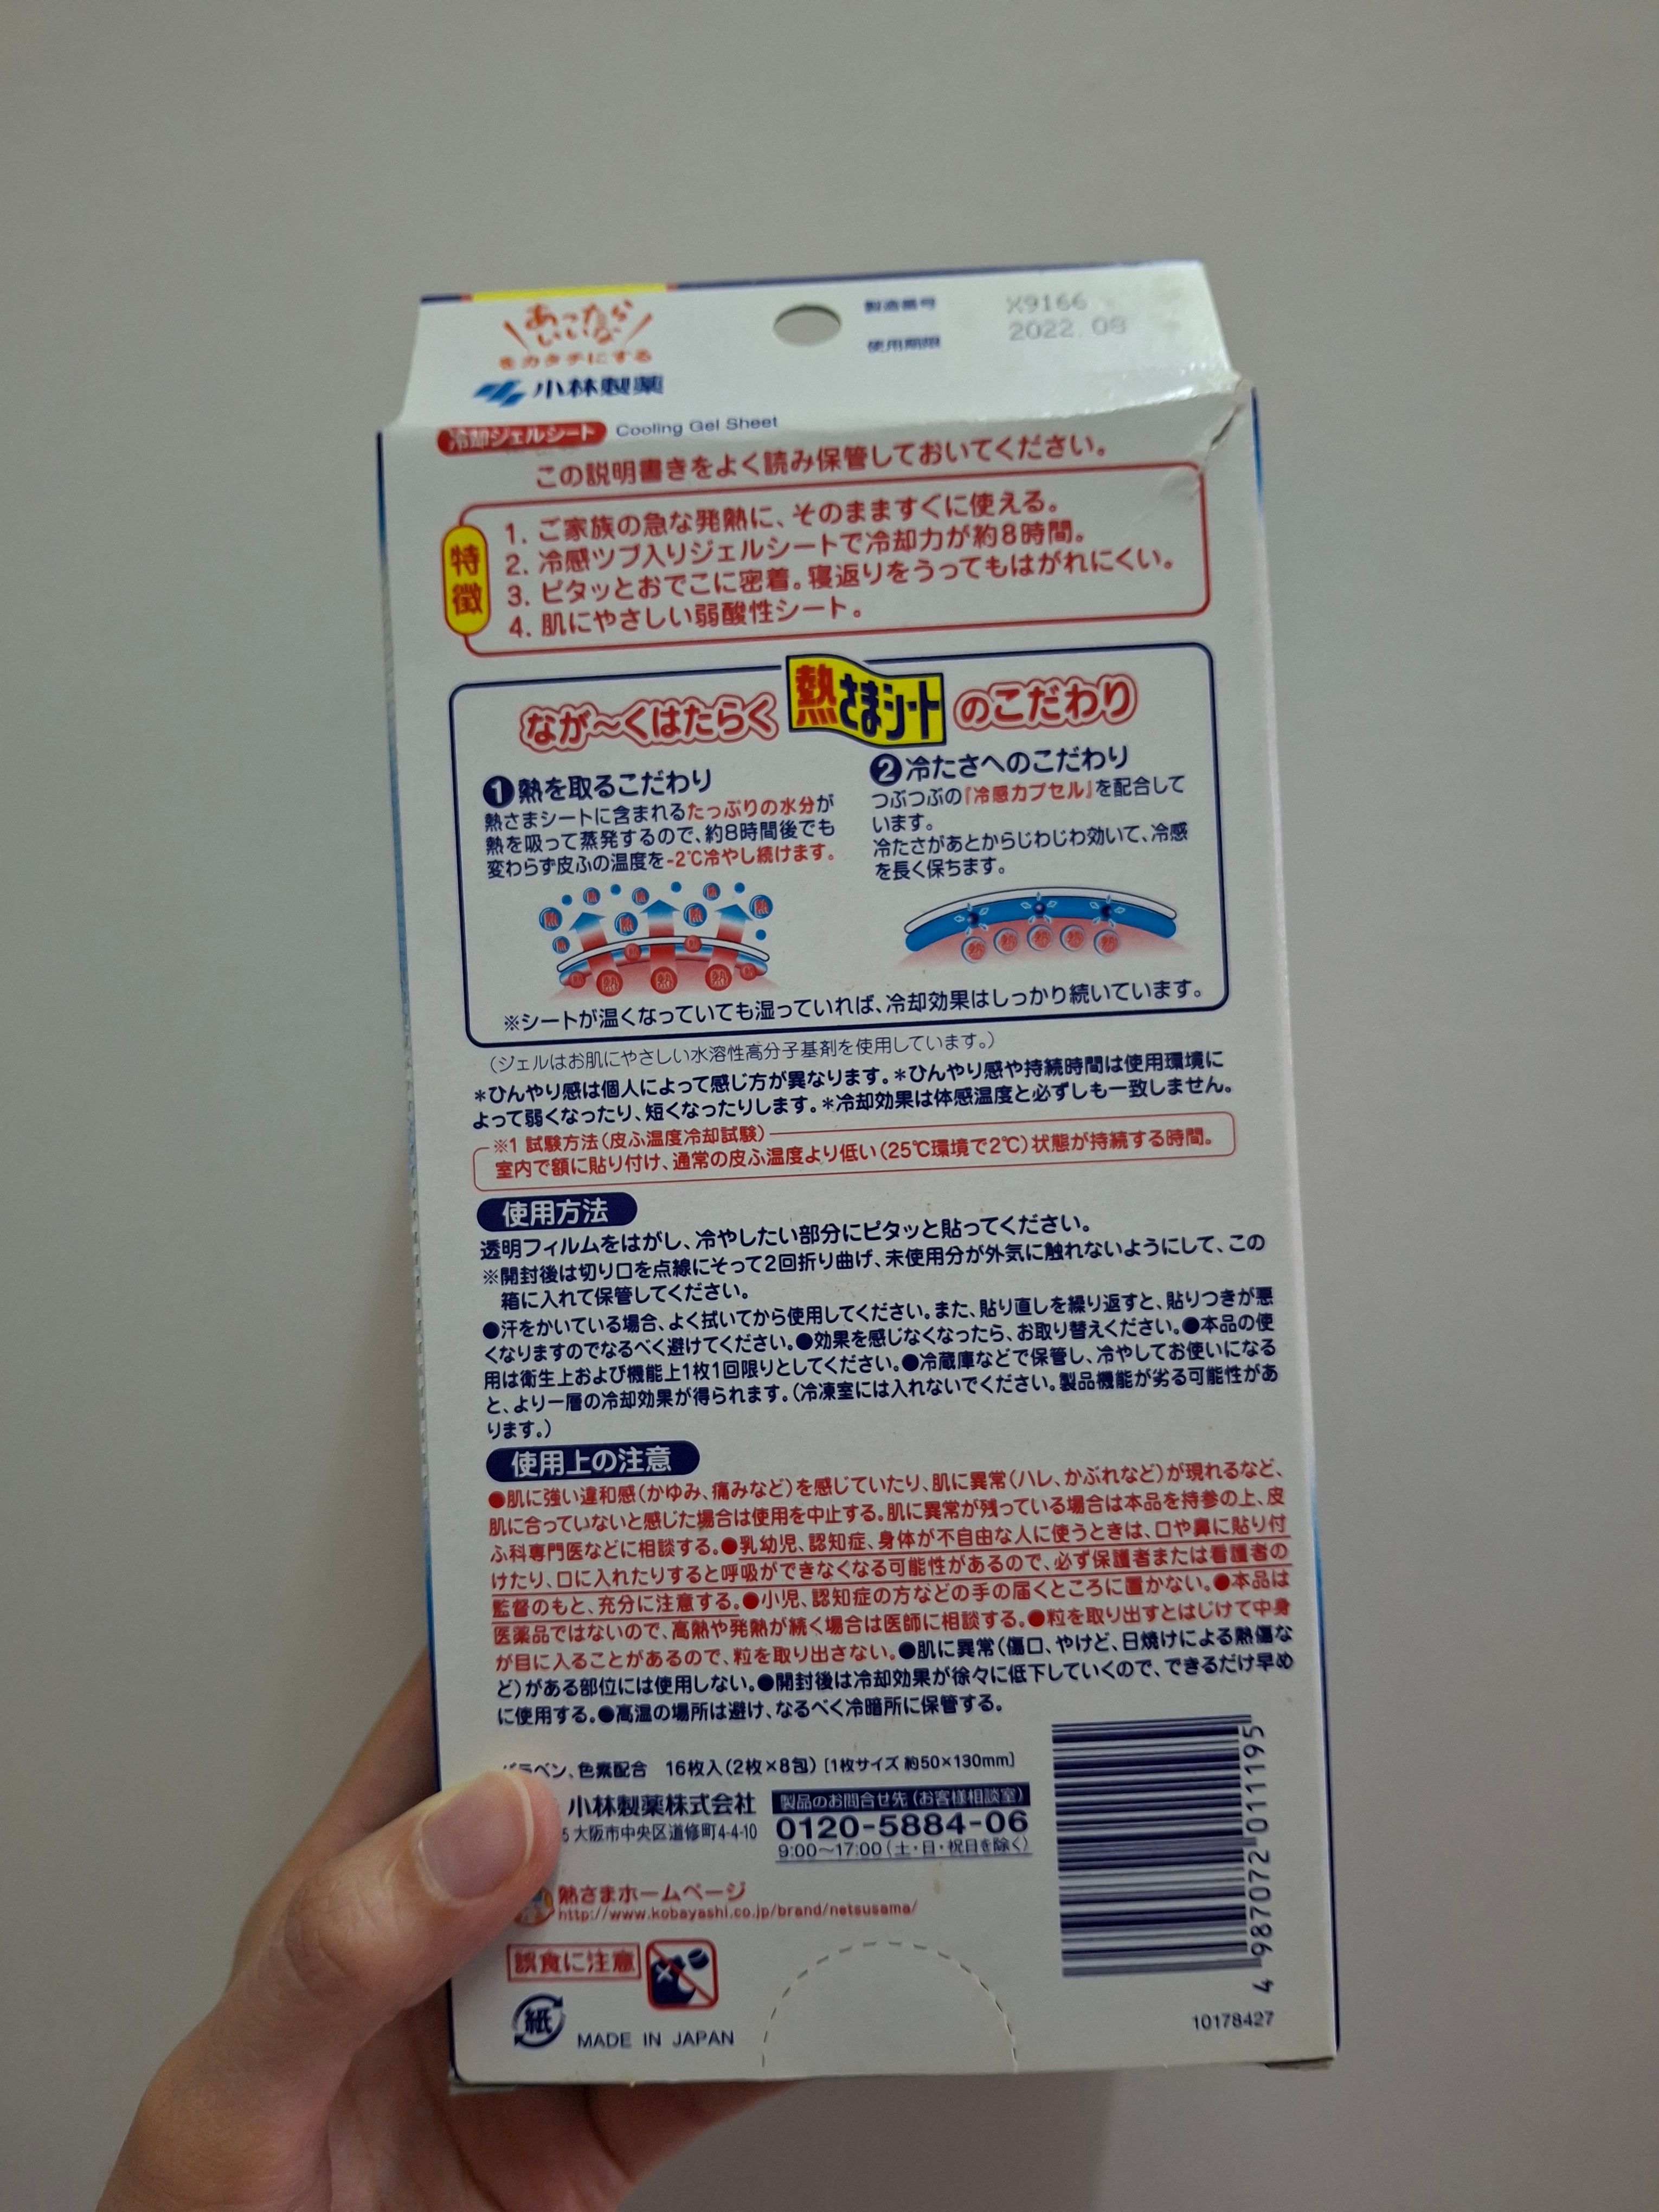 あったらいいな
をカタチにする
小林製薬
製造番号 X9166
使用期限 2022.08
冷却ジェルシート Cooling Gel Sheet
この説明書きをよく読み保管しておいてください。
特徴
1. ご家族の急な発熱に、そのまますぐに使える。
2. 冷感ツブ入りジェルシートで冷却力が約8時間。
3. ピタッとおでこに密着。寝返りをうってもはがれにくい。
4. 肌にやさしい弱酸性シート。
なが〜くはたらく 熱さまシート のこだわり
❶熱を取るこだわり
熱さまシートに含まれるたっぷりの水分が
熱を吸って蒸発するので、約8時間後でも
変わらず皮ふの温度を-2℃冷やし続けます。
❷冷たさへのこだわり
つぶつぶの『冷感カプセル』を配合して
います。
冷たさがあとからじわじわ効いて、冷感
を長く保ちます。
熱 熱 熱 熱 熱
熱 熱 熱
熱 熱 熱 熱 熱
※シートが温くなっていても湿っていれば、冷却効果はしっかり続いています。
（ジェルはお肌にやさしい水溶性高分子基剤を使用しています。）
＊ひんやり感は個人によって感じ方が異なります。＊ひんやり感や持続時間は使用環境に
よって弱くなったり、短くなったりします。＊冷却効果は体感温度と必ずしも一致しません。
※1 試験方法（皮ふ温度冷却試験）
室内で額に貼り付け、通常の皮ふ温度より低い（25℃環境で2℃）状態が持続する時間。
使用方法
透明フィルムをはがし、冷やしたい部分にピタッと貼ってください。
※開封後は切り口を点線にそって2回折り曲げ、未使用分が外気に触れないようにして、この
箱に入れて保管してください。
●汗をかいている場合、よく拭いてから使用してください。また、貼り直しを繰り返すと、貼りつきが悪
くなりますのでなるべく避けてください。●効果を感じなくなったら、お取り替えください。●本品の使
用は衛生上および機能上1枚1回限りとしてください。●冷蔵庫などで保管し、冷やしてお使いになる
と、より一層の冷却効果が得られます。（冷凍室には入れないでください。製品機能が劣る可能性があ
ります。）
使用上の注意
●肌に強い違和感（かゆみ、痛みなど）を感じていたり、肌に異常（ハレ、かぶれなど）が現れるなど、
肌に合っていないと感じた場合は使用を中止する。肌に異常が残っている場合は本品を持参の上、皮
ふ科専門医などに相談する。●乳幼児、認知症、身体が不自由な人に使うときは、口や鼻に貼り付
けたり、口に入れたりすると呼吸ができなくなる可能性があるので、必ず保護者または看護者の
監督のもと、充分に注意する。●小児、認知症の方などの手の届くところに置かない。●本品は
医薬品ではないので、高熱や発熱が続く場合は医師に相談する。●粒を取り出すとはじけて中身
が目に入ることがあるので、粒を取り出さない。●肌に異常（傷口、やけど、日焼けによる熱傷な
ど）がある部位には使用しない。●開封後は冷却効果が徐々に低下していくので、できるだけ早め
に使用する。●高温の場所は避け、なるべく冷暗所に保管する。
パラベン、色素配合 16枚入（2枚×8包）［1枚サイズ 約50×130mm］
小林製薬株式会社
5 大阪市中央区道修町4-4-10
製品のお問合せ先（お客様相談室）
0120-5884-06
9:00〜17:00（土・日・祝日を除く）
熱さまホームページ
http://www.kobayashi.co.jp/brand/netsusama/
誤食に注意
紙
MADE IN JAPAN
4 987072 011195
10178427